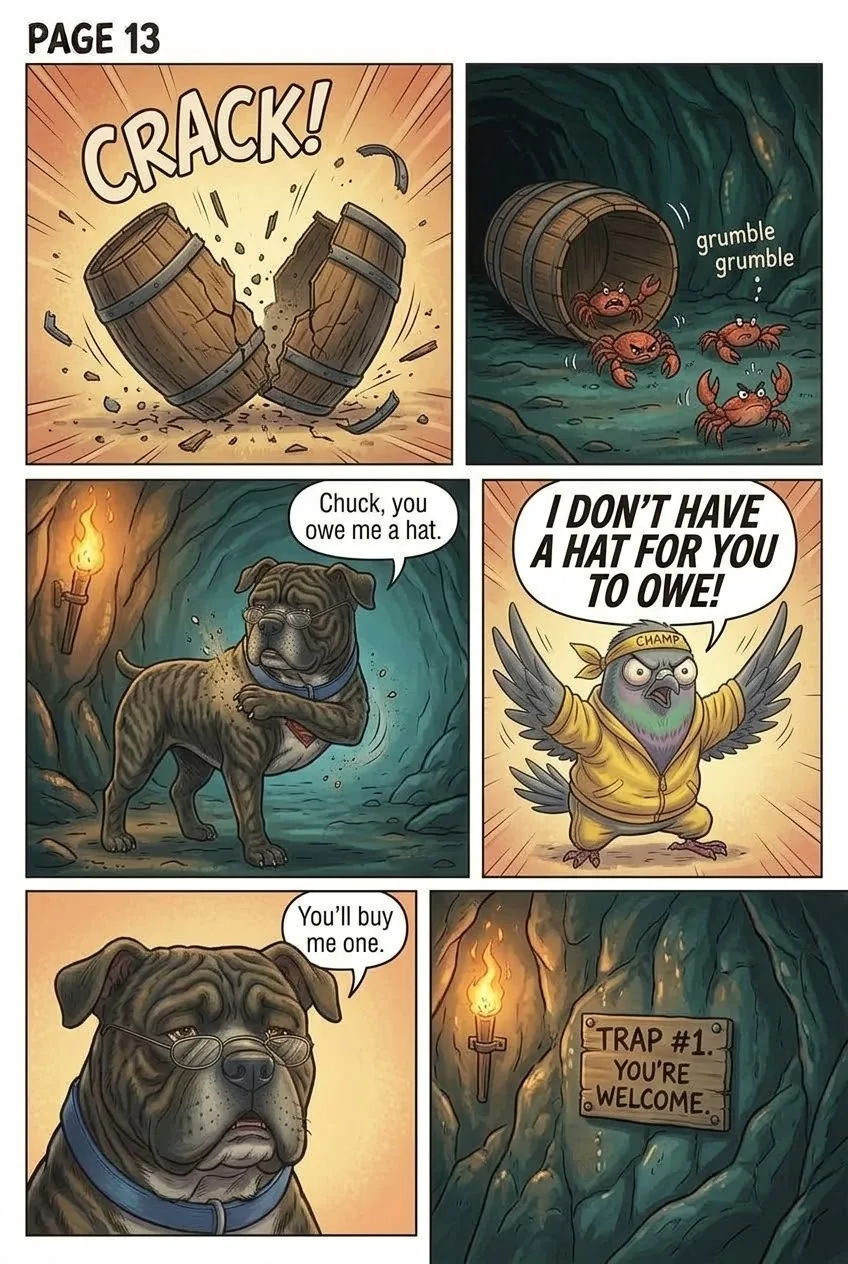 PAGE 13
CRACK!
grumble
grumble
Chuck, you
owe me a hat.
I DON'T HAVE
A HAT FOR YOU
TO OWE!
CHAMP
You'll buy
me one.
TRAP #1.
YOU'RE
WELCOME.